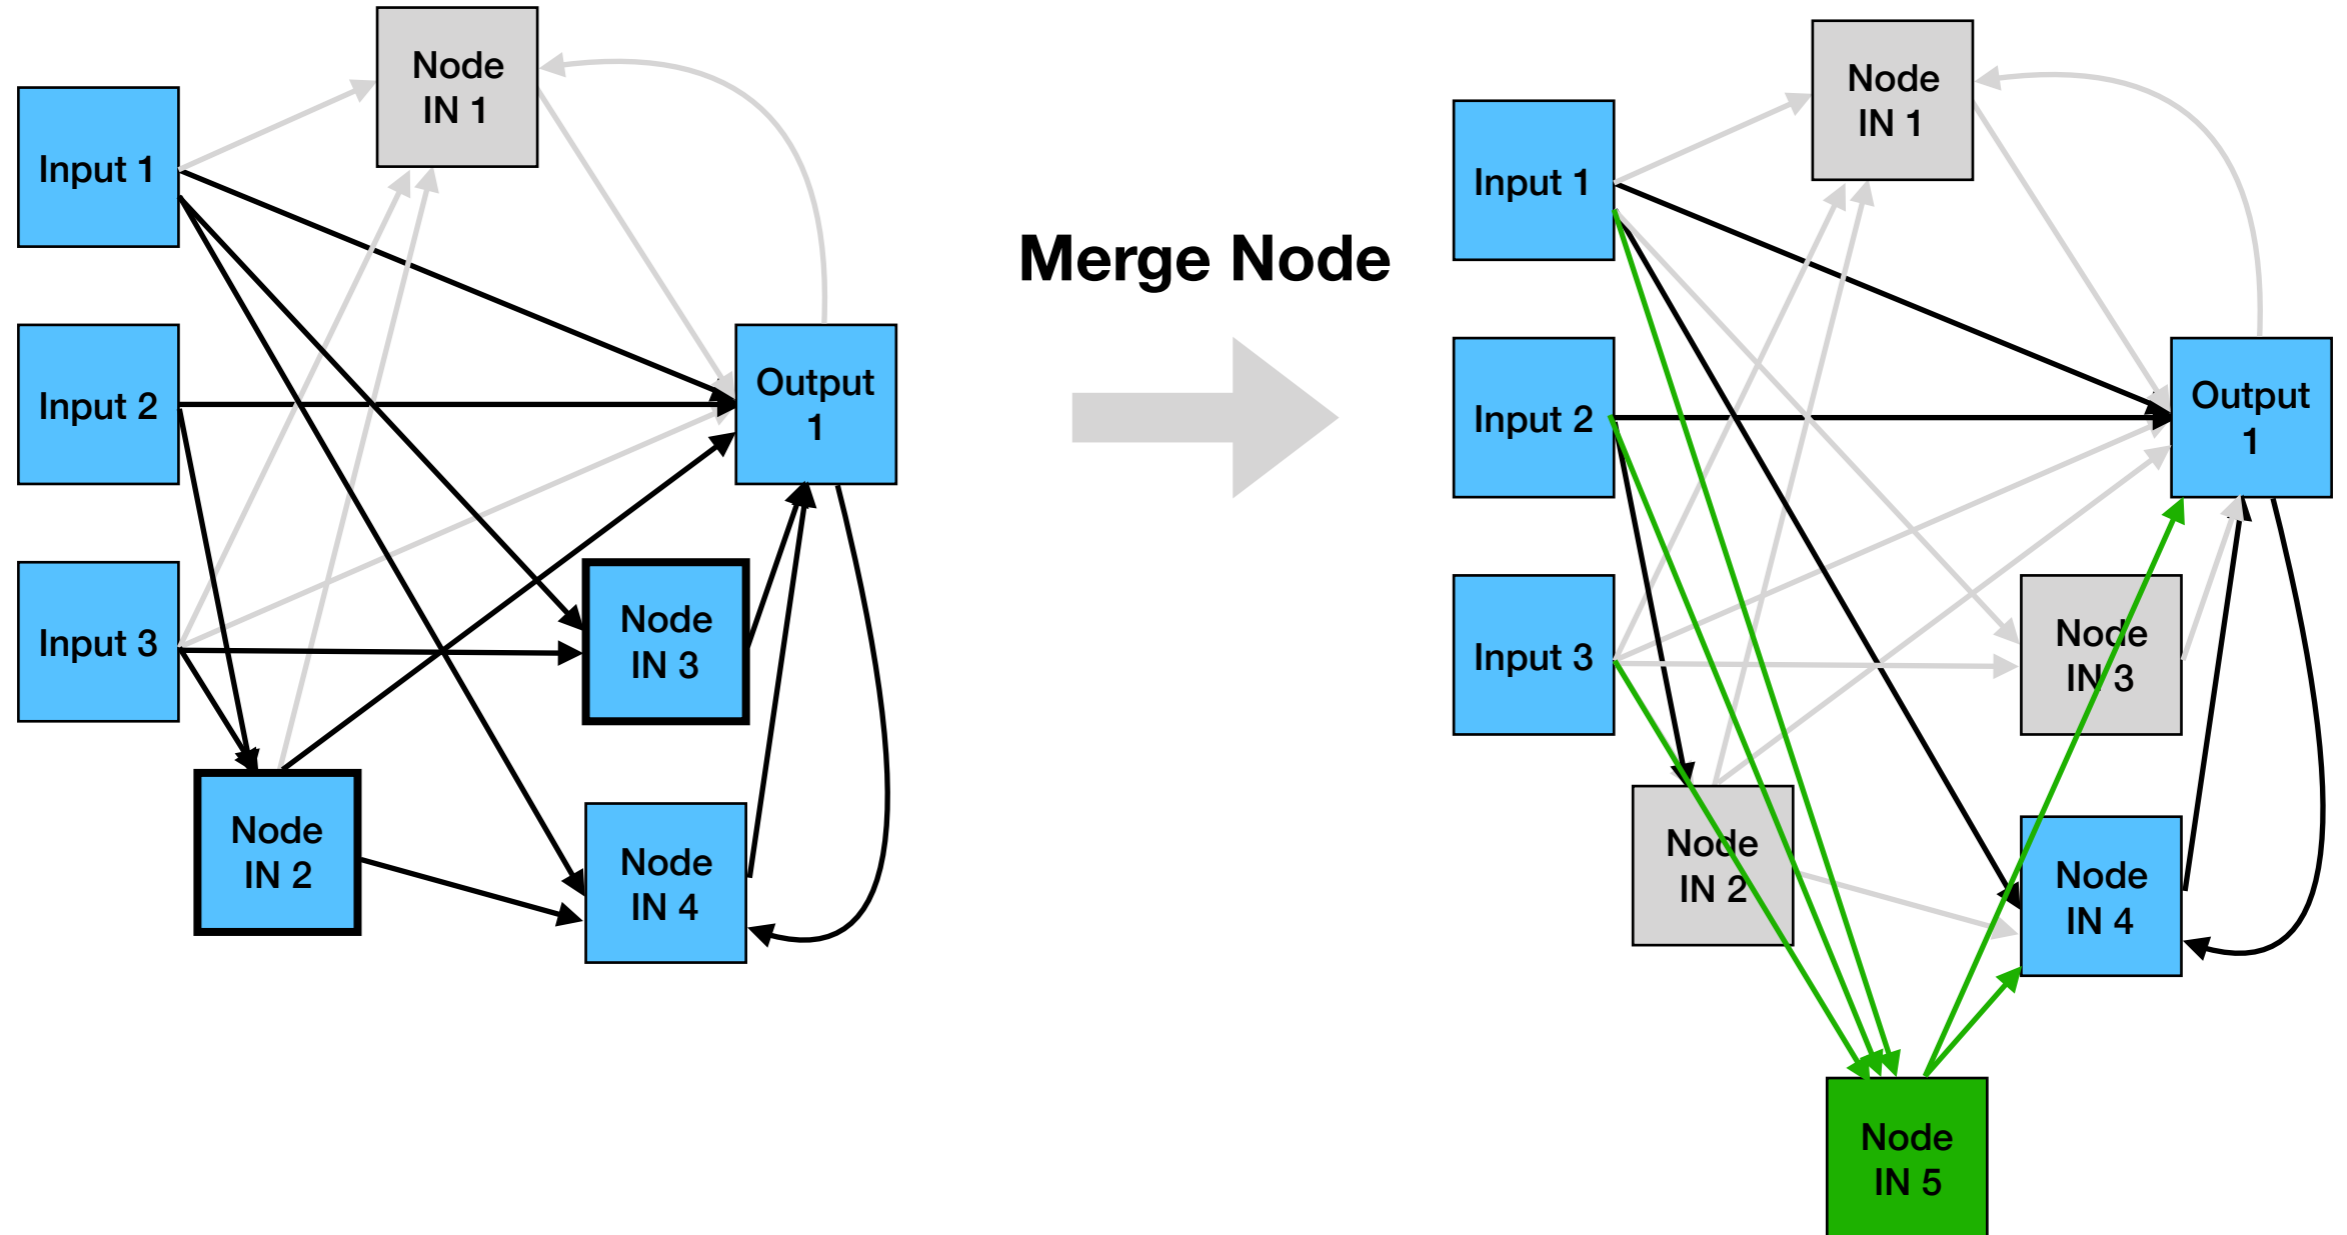 Node
IN 1
Input 1
Input 2
Output
1
Input 3
Node
IN 3
Node
IN 2
Node
IN 4
Merge Node
Node
IN 1
Input 1
Input 2
Output
1
Input 3
Node
IN 3
Node
IN 2
Node
IN 4
Node
IN 5